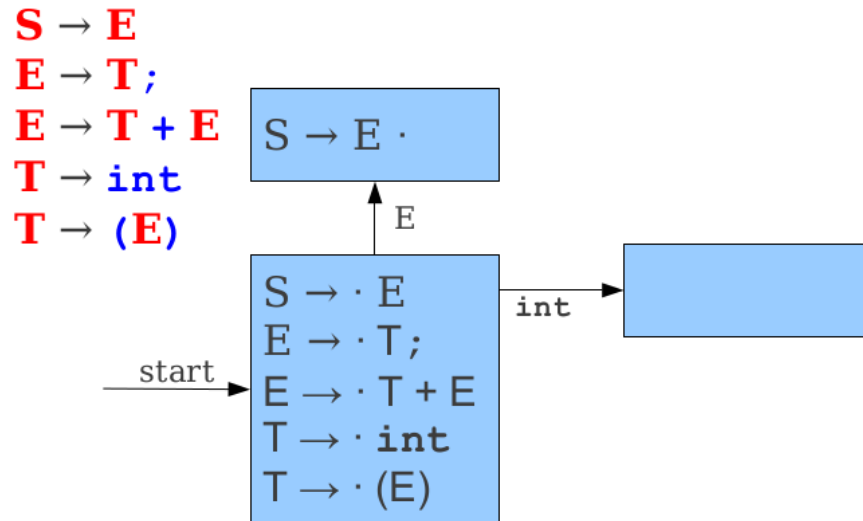 S → E
E → T ;
E → T + E
T → int
T → (E)
S → E ·
E
S → · E
E → · T;
E → · T + E
T → · int
T → · (E)
start
int